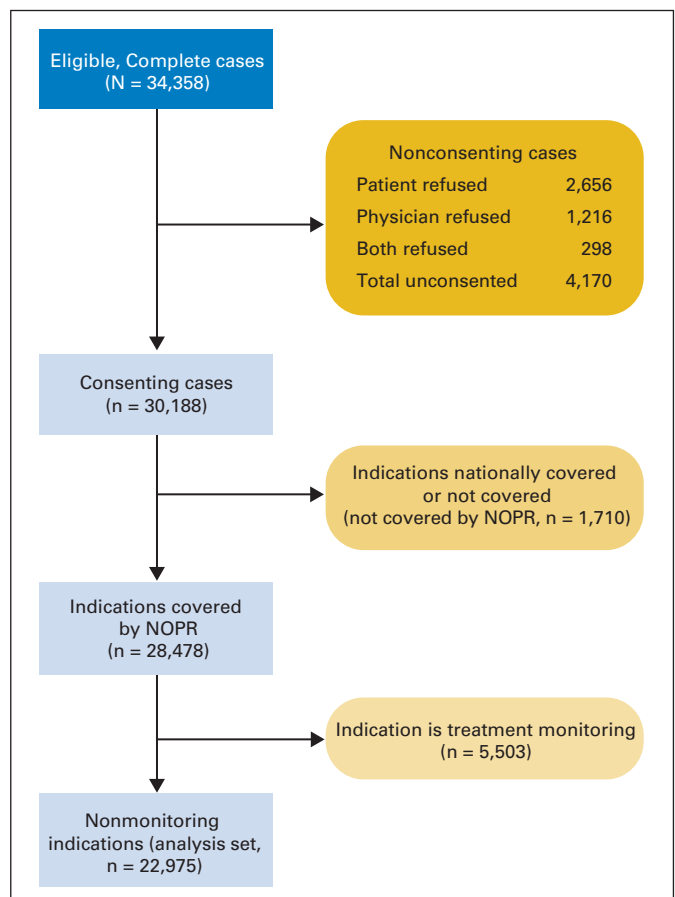 Eligible, Complete cases
(N = 34,358)
Nonconsenting cases
Patient refused 2,656
Physician refused 1,216
Both refused 298
Total unconsented 4,170
Consenting cases
(n = 30,188)
Indications nationally covered
or not covered
(not covered by NOPR, n = 1,710)
Indications covered
by NOPR
(n = 28,478)
Indication is treatment monitoring
(n = 5,503)
Nonmonitoring
indications (analysis set,
n = 22,975)